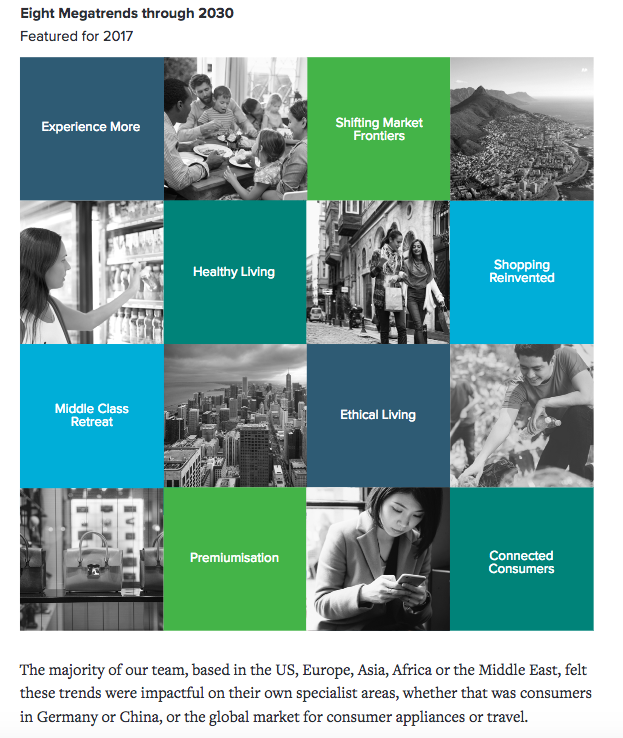 Eight Megatrends through 2030
Featured for 2017
Experience More
Shifting Market
Frontiers
Healthy Living
Shopping
Reinvented
Middle Class
Retreat
Ethical Living
Premiumisation
Connected
Consumers
The majority of our team, based in the US, Europe, Asia, Africa or the Middle East, felt
these trends were impactful on their own specialist areas, whether that was consumers
in Germany or China, or the global market for consumer appliances or travel.